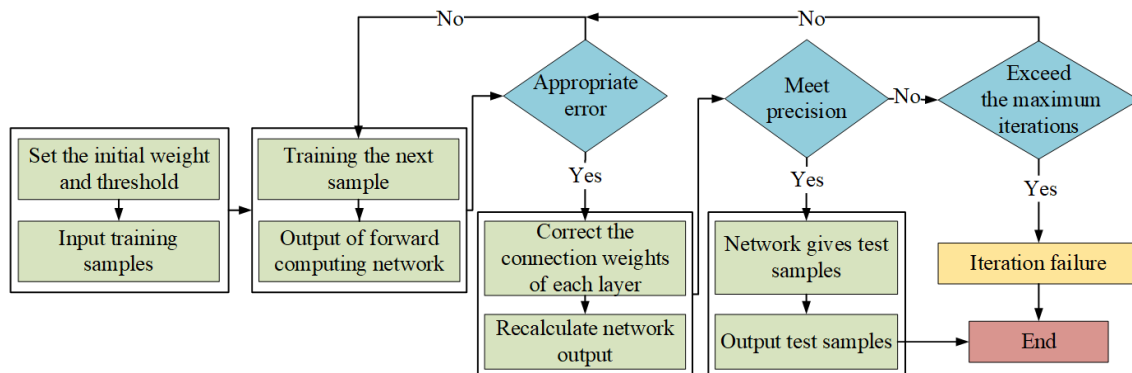 No
No
Appropriate
error
Meet
precision
No
Exceed
the maximum
iterations
Set the initial weight
and threshold
Input training
samples
Training the next
sample
Output of forward
computing network
Yes
Correct the
connection weights
of each layer
Recalculate network
output
Yes
Network gives test
samples
Output test samples
Yes
Iteration failure
End